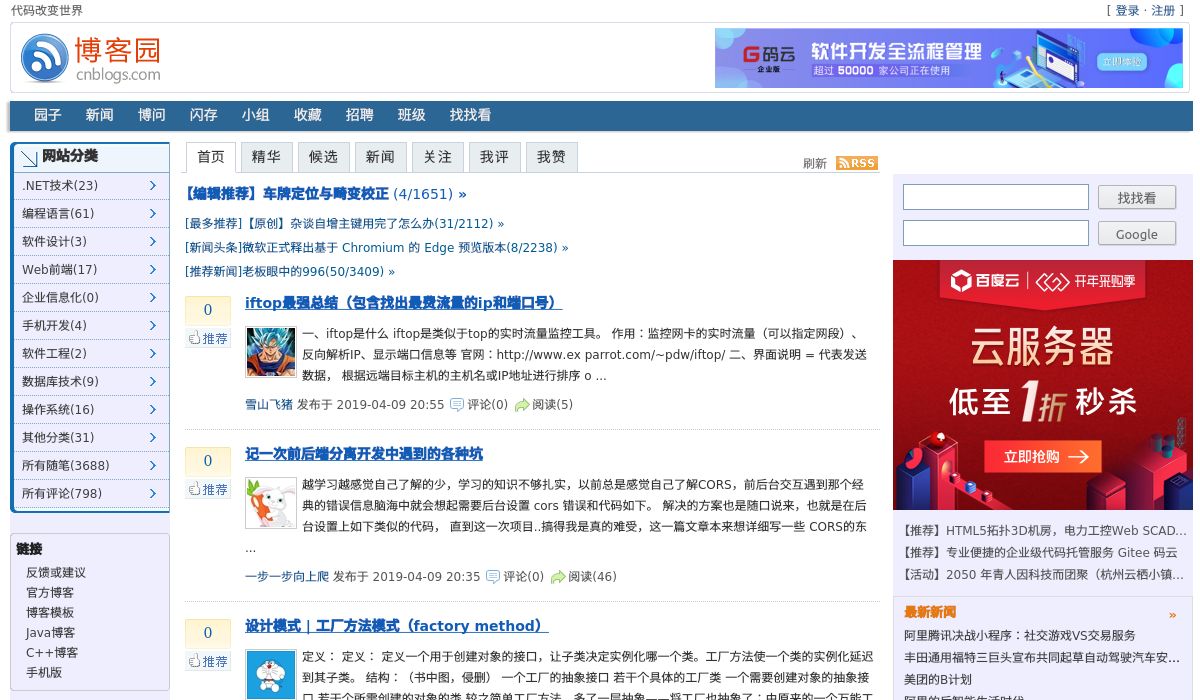 代码改变世界
[ 登录 · 注册 ]
博客园
cnblogs.com
G码云
企业版
软件开发全流程管理
超过 50000 家公司正在使用
立即体验
园子 新闻 博问 闪存 小组 收藏 招聘 班级 找找看
网站分类
.NET技术(23)
编程语言(61)
软件设计(3)
Web前端(17)
企业信息化(0)
手机开发(4)
软件工程(2)
数据库技术(9)
操作系统(16)
其他分类(31)
所有随笔(3688)
所有评论(798)
链接
反馈或建议
官方博客
博客模板
Java博客
C++博客
手机版
首页 精华 候选 新闻 关注 我评 我赞
刷新 RSS
【编辑推荐】车牌定位与畸变校正 (4/1651) »
[最多推荐]【原创】杂谈自增主键用完了怎么办(31/2112) »
[新闻头条]微软正式释出基于 Chromium 的 Edge 预览版本(8/2238) »
[推荐新闻]老板眼中的996(50/3409) »
0
推荐
iftop最强总结（包含找出最费流量的ip和端口号）
一、iftop是什么 iftop是类似于top的实时流量监控工具。 作用：监控网卡的实时流量（可以指定网段）、
反向解析IP、显示端口信息等 官网：http://www.ex parrot.com/~pdw/iftop/ 二、界面说明 = 代表发送
数据， 根据远端目标主机的主机名或IP地址进行排序 o ...
雪山飞猪 发布于 2019-04-09 20:55 评论(0) 阅读(5)
0
推荐
记一次前后端分离开发中遇到的各种坑
越学习越感觉自己了解的少，学习的知识不够扎实，以前总是感觉自己了解CORS，前后台交互遇到那个经
典的错误信息脑海中就会想起需要后台设置 cors 错误和代码如下。 解决的方案也是随口说来，也就是在后
台设置上如下类似的代码， 直到这一次项目..搞得我是真的难受，这一篇文章本来想详细写一些 CORS的东
...
一步一步向上爬 发布于 2019-04-09 20:35 评论(0) 阅读(46)
0
推荐
设计模式 | 工厂方法模式（factory method）
定义： 定义： 定义一个用于创建对象的接口，让子类决定实例化哪一个类。工厂方法使一个类的实例化延迟
到其子类。 结构：（书中图，侵删） 一个工厂的抽象接口 若干个具体的工厂类 一个需要创建对象的抽象接
口 若干个所需创建的对象的类 较之简单工厂方法，多了一层抽象——将工厂也抽象了：由原来的一个万能工
找找看
Google
百度云 | 开年采购季
云服务器
低至1折秒杀
立即抢购
【推荐】HTML5拓扑3D机房，电力工控Web SCAD...
【推荐】专业便捷的企业级代码托管服务 Gitee 码云
【活动】2050 年青人因科技而团聚（杭州云栖小镇...
最新新闻 »
阿里腾讯决战小程序：社交游戏VS交易服务
丰田通用福特三巨头宣布共同起草自动驾驶汽车安...
美团的B计划